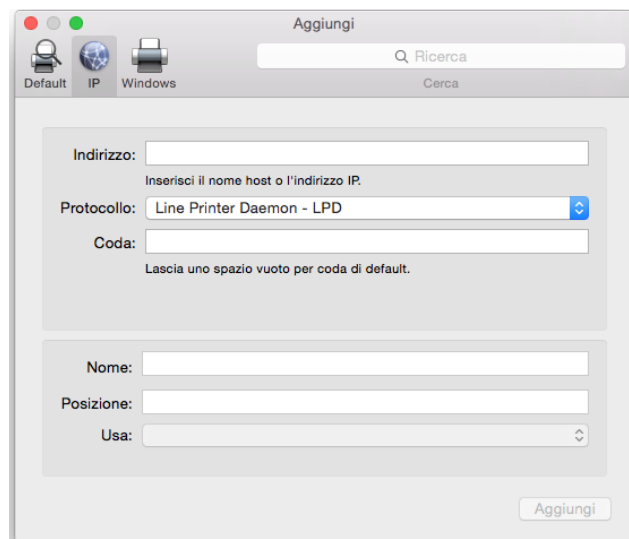 Aggiungi
Ricerca
Default IP Windows Cerca
Indirizzo:
Inserisci il nome host o l'indirizzo IP.
Protocollo: Line Printer Daemon - LPD
Coda:
Lascia uno spazio vuoto per coda di default.
Nome:
Posizione:
Usa:
Aggiungi